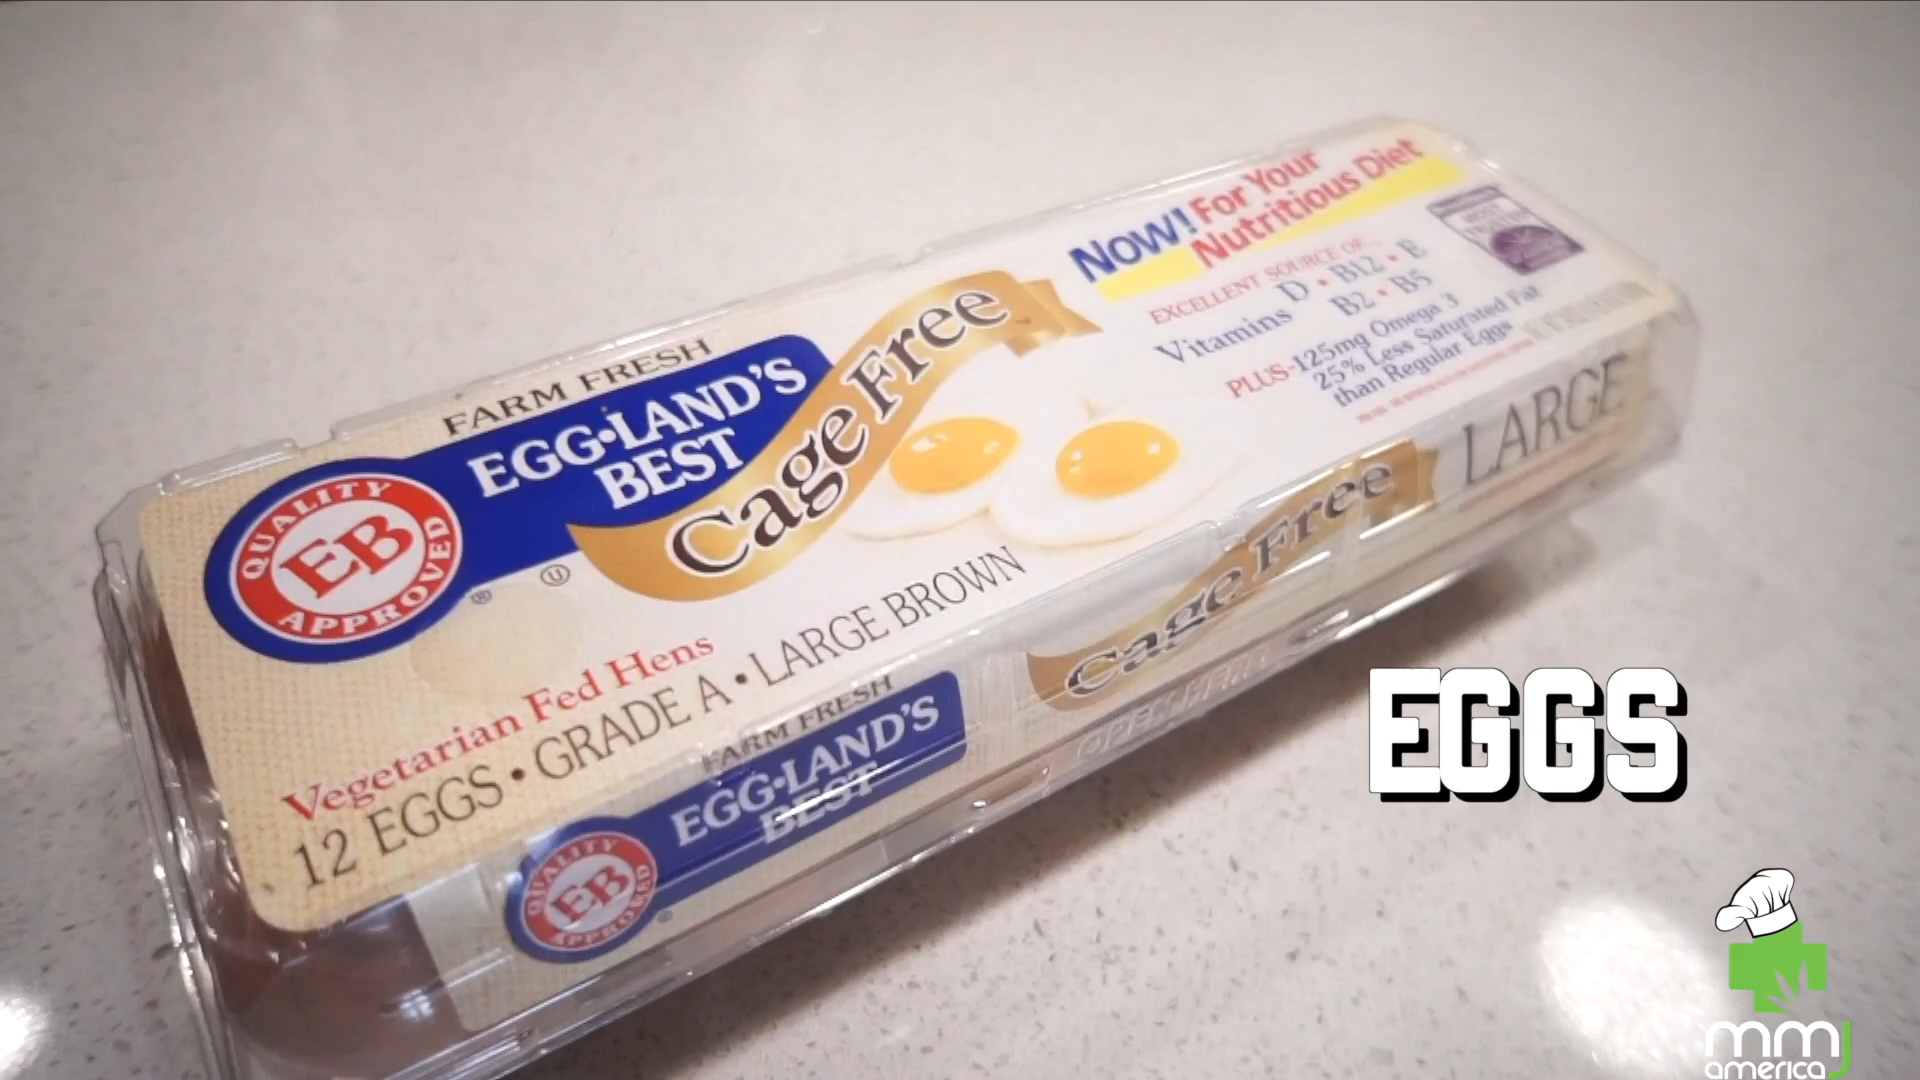 FARM FRESH
EGG•LAND'S
BEST
QUALITY
EB
APPROVED
®
U
Cage Free
NOW! For Your
Nutritious Diet
EXCELLENT SOURCE OF...
Vitamins D • B12 • E
B2 • B5
PLUS-125mg Omega 3
25% Less Saturated Fat
than Regular Eggs
Vegetarian Fed Hens
12 EGGS • GRADE A • LARGE BROWN
FARM FRESH
EGG•LAND'S
BEST
QUALITY
EB
APPROVED
®
Cage Free
LARGE
EGGS
mmj
america